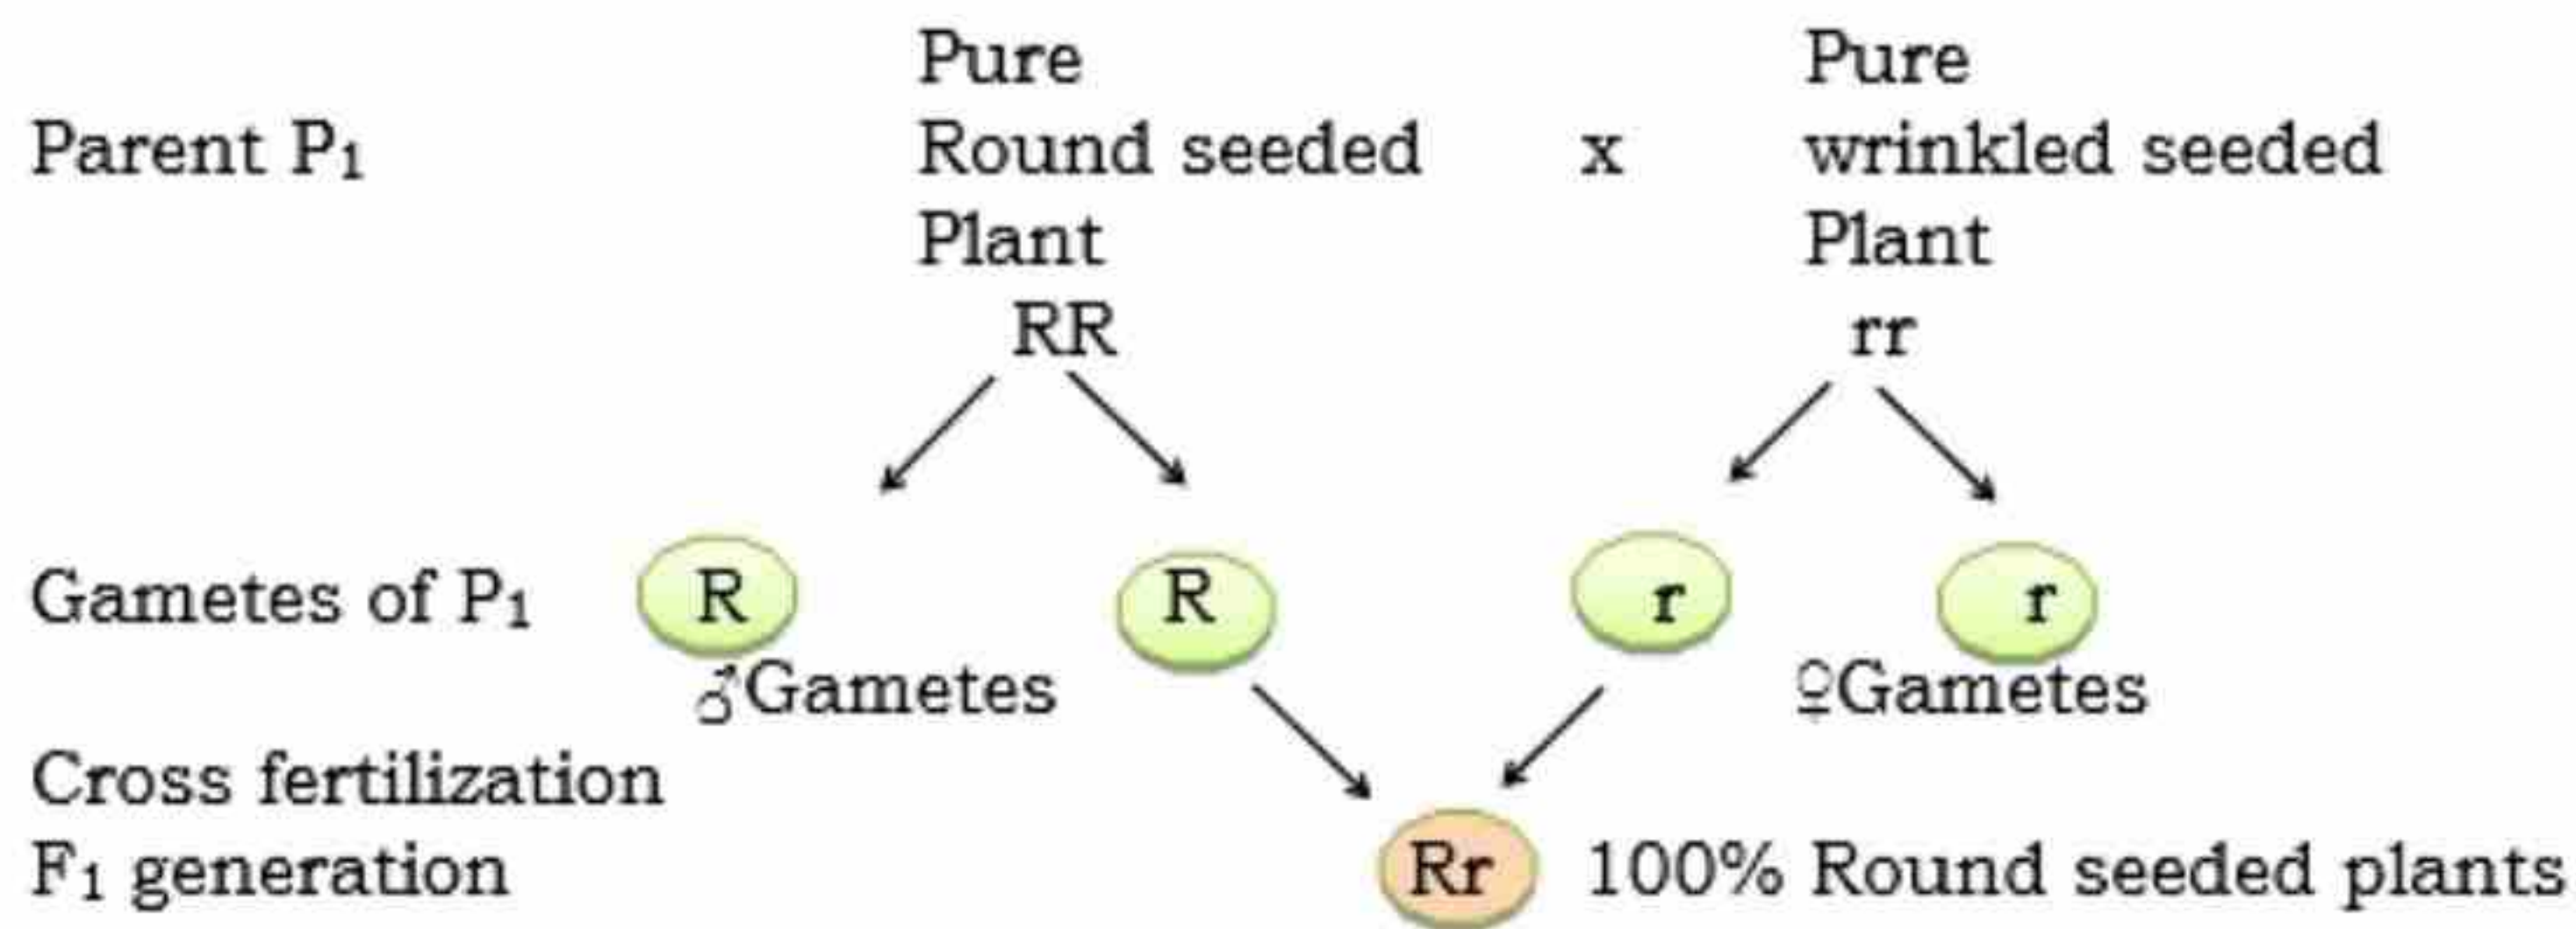 Pure Pure
Parent P₁ Round seeded x wrinkled seeded
Plant Plant
RR rr
Gametes of P₁ R R r r
♂Gametes ♀Gametes
Cross fertilization
F₁ generation Rr 100% Round seeded plants